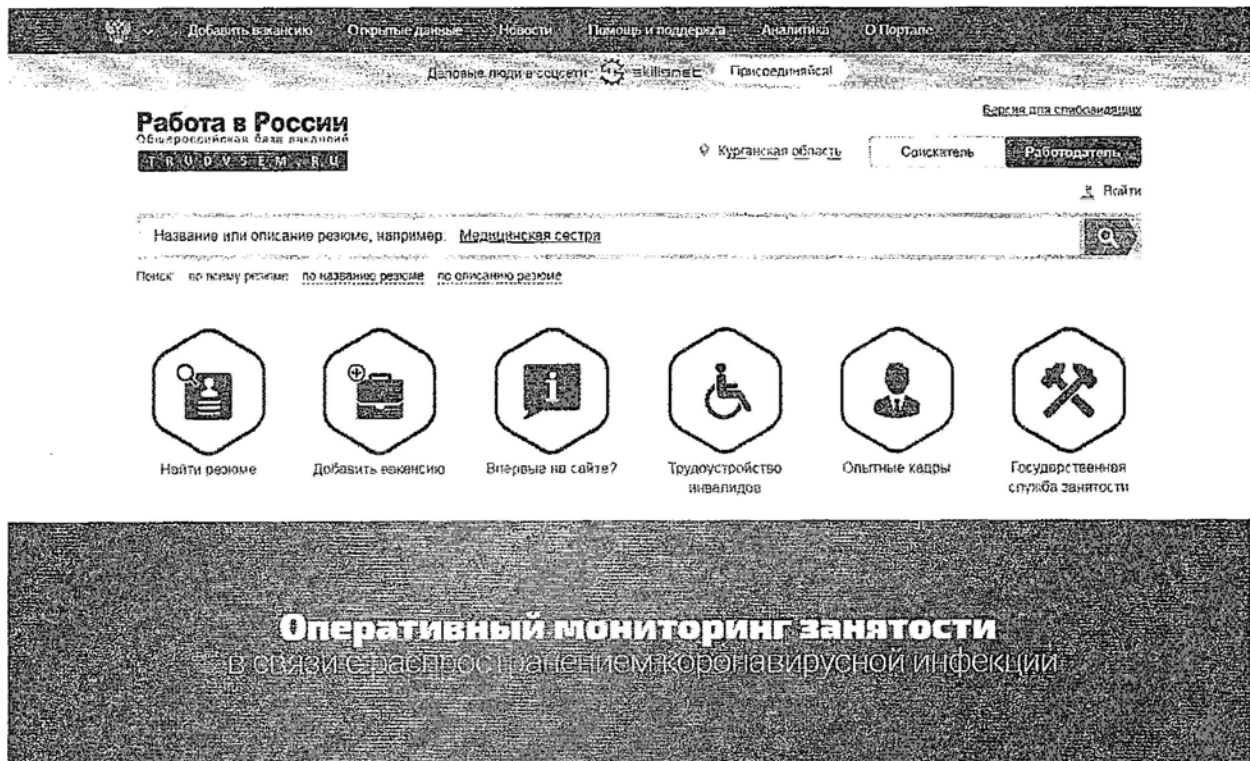 Добавить вакансию Открытые данные Новости Помощь и поддержка Аналитика О Портале
Деловые люди в соцсети skillsnet Присоединяйся!
Версия для слабовидящих
Работа в России
Общероссийская база вакансий
TRUDVSEM.RU
Курганская область Соискатель Работодатель
Войти
Название или описание резюме, например, Медицинская сестра
Поиск: по всему резюме по названию резюме по описанию резюме
Найти резюме Добавить вакансию Впервые на сайте? Трудоустройство инвалидов Опытные кадры Государственная служба занятости
Оперативный мониторинг занятости
в связи с распространением коронавирусной инфекции